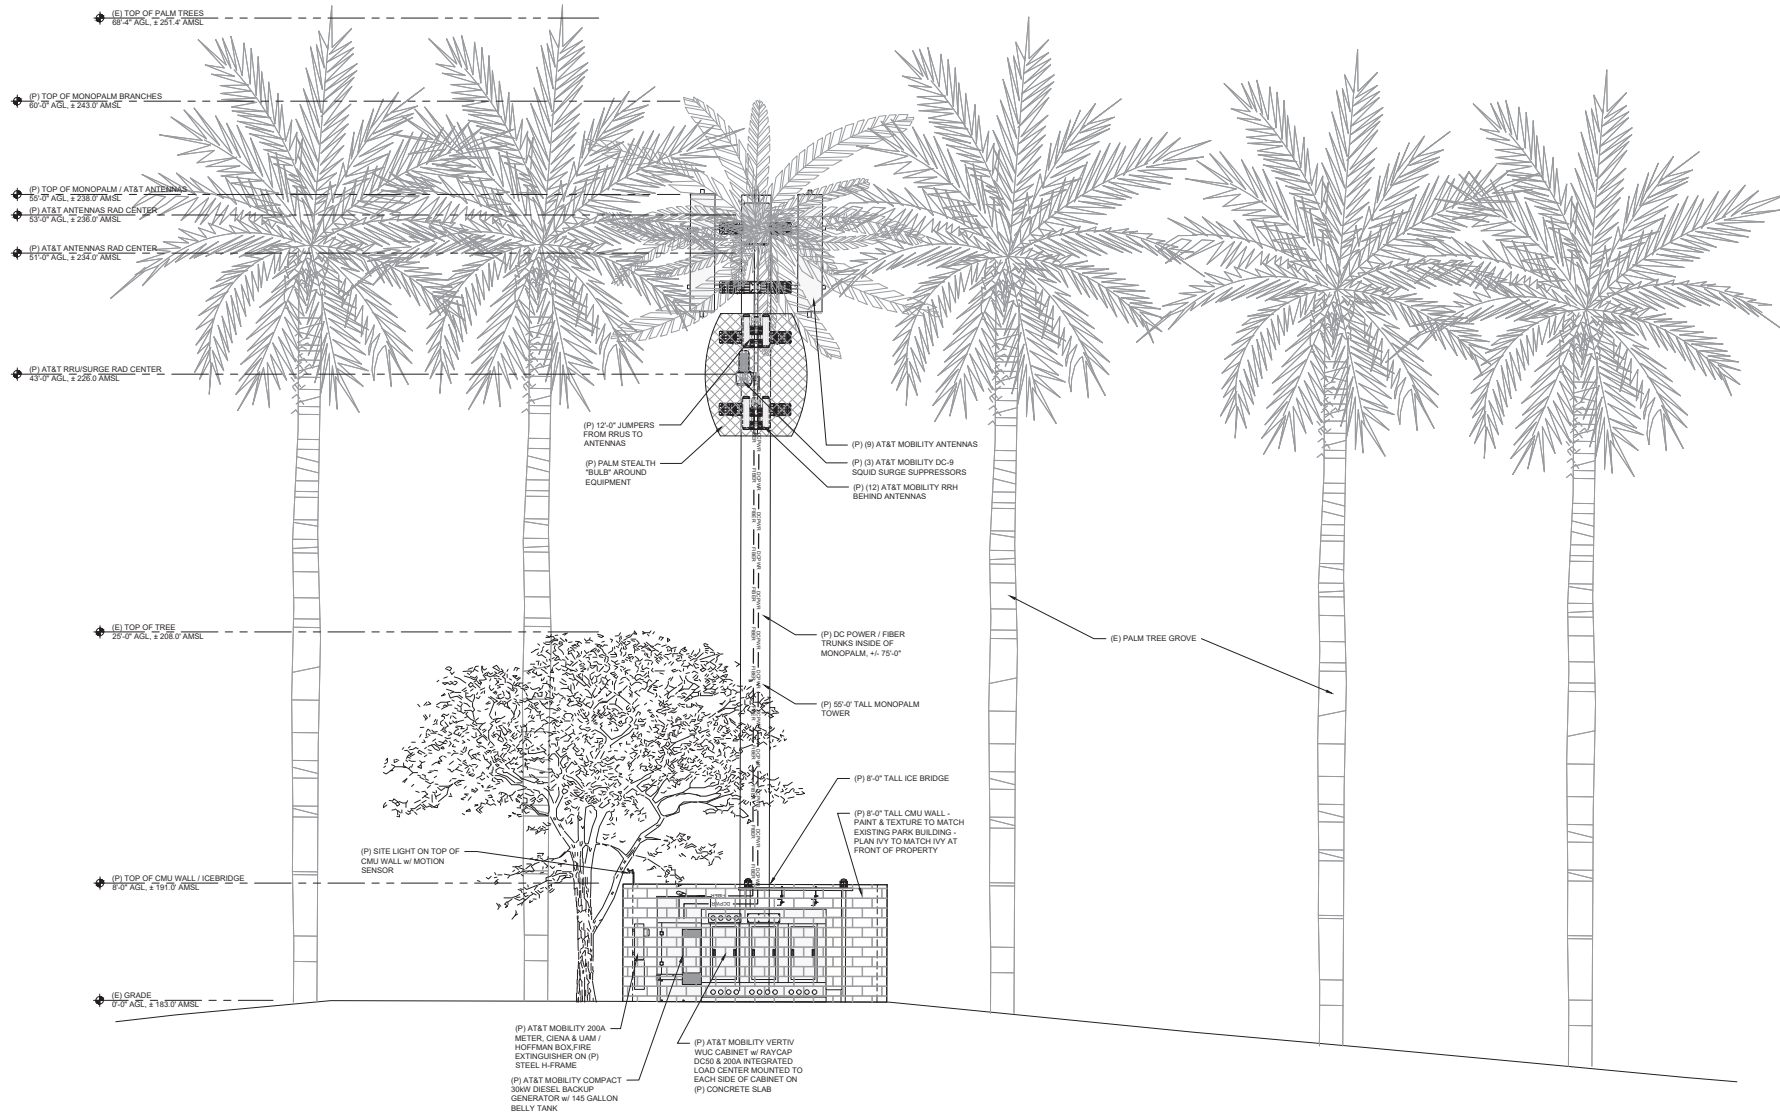 (E) TOP OF PALM TREES
68'-4" AGL, ± 251.4' AMSL
(P) TOP OF MONOPALM BRANCHES
60'-0" AGL, ± 243.0' AMSL
(P) TOP OF MONOPALM / AT&T ANTENNAS
55'-0" AGL, ± 238.0' AMSL
(P) AT&T ANTENNAS RAD CENTER
53'-0" AGL, ± 236.0' AMSL
(P) AT&T ANTENNAS RAD CENTER
51'-0" AGL, ± 234.0' AMSL
(P) AT&T RRU/SURGE RAD CENTER
43'-0" AGL, ± 226.0 AMSL
(P) 12'-0" JUMPERS
FROM RRUS TO
ANTENNAS
(P) PALM STEALTH
"BULB" AROUND
EQUIPMENT
(P) (9) AT&T MOBILITY ANTENNAS
(P) (3) AT&T MOBILITY DC-9
SQUID SURGE SUPPRESSORS
(P) (12) AT&T MOBILITY RRH
BEHIND ANTENNAS
(E) TOP OF TREE
25'-0" AGL, ± 208.0' AMSL
(P) DC POWER / FIBER
TRUNKS INSIDE OF
MONOPALM, +/- 75'-0"
(E) PALM TREE GROVE
(P) 55'-0' TALL MONOPALM
TOWER
(P) 8'-0" TALL ICE BRIDGE
(P) 8'-0" TALL CMU WALL -
PAINT & TEXTURE TO MATCH
EXISTING PARK BUILDING -
PLAN IVY TO MATCH IVY AT
FRONT OF PROPERTY
(P) SITE LIGHT ON TOP OF
CMU WALL w/ MOTION
SENSOR
(P) TOP OF CMU WALL / ICEBRIDGE
8'-0" AGL, ± 191.0' AMSL
FIBER
DCPWR
(E) GRADE
0'-0" AGL, ± 183.0' AMSL
(P) AT&T MOBILITY 200A
METER, CIENA & UAM /
HOFFMAN BOX,FIRE
EXTINGUISHER ON (P)
STEEL H-FRAME
(P) AT&T MOBILITY COMPACT
30kW DIESEL BACKUP
GENERATOR w/ 145 GALLON
BELLY TANK
(P) AT&T MOBILITY VERTIV
WUC CABINET w/ RAYCAP
DC50 & 200A INTEGRATED
LOAD CENTER MOUNTED TO
EACH SIDE OF CABINET ON
(P) CONCRETE SLAB